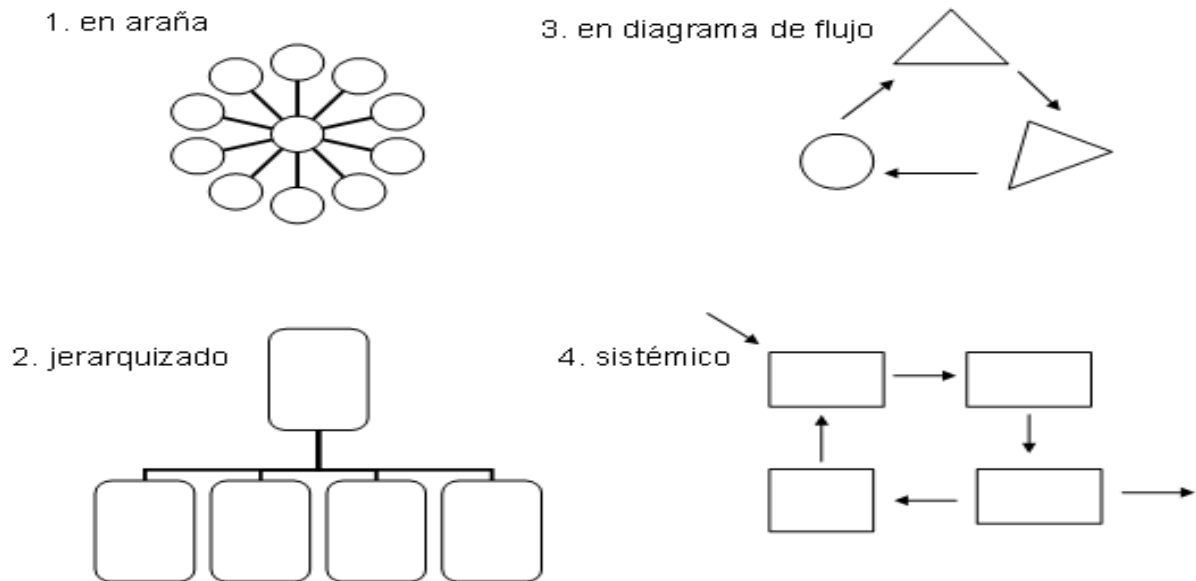 1. en araña
3. en diagrama de flujo
2. jerarquizado
4. sistémico